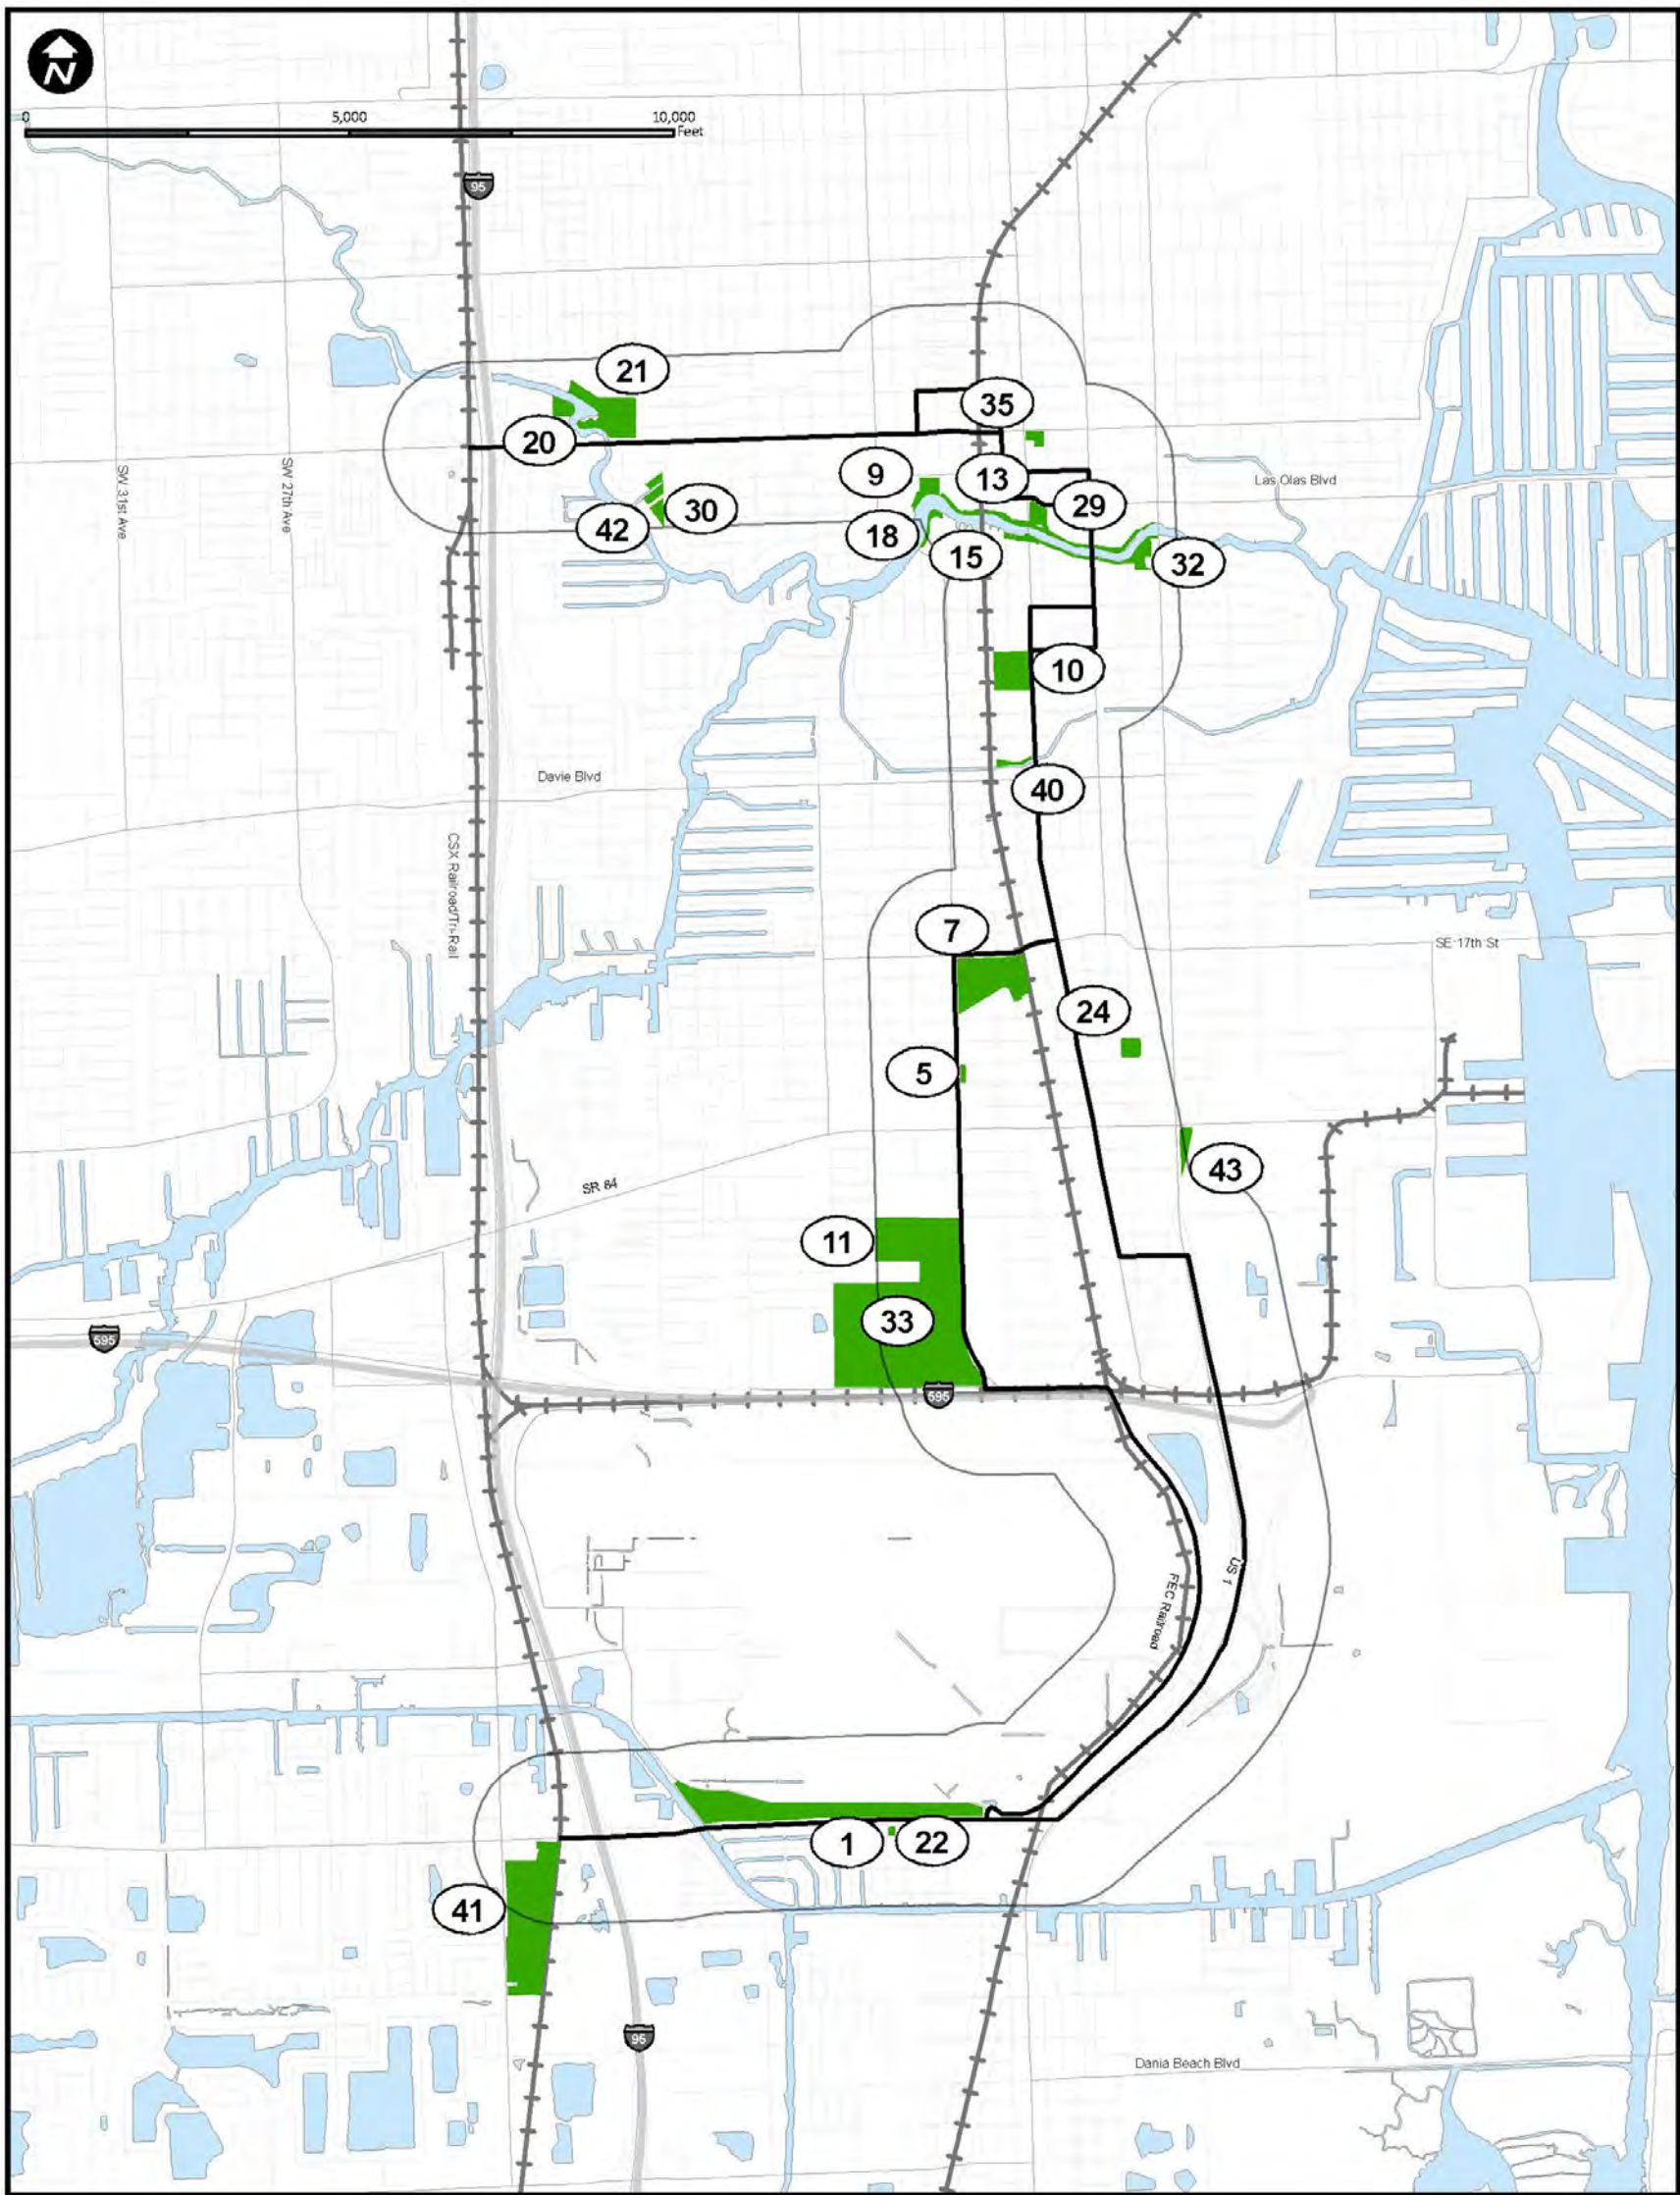 N
0 5,000 10,000
Feet
95
21
35
20
9
13
Las Olas Blvd
SW 31st Ave
SW 27th Ave
30
29
42
18
15
32
10
Davie Blvd
40
CSX Railroad/Tri-Rail
7
SE 17th St
24
5
43
SR 84
11
33
595
595
US 1
FEC Railroad
1
22
41
95
Dania Beach Blvd